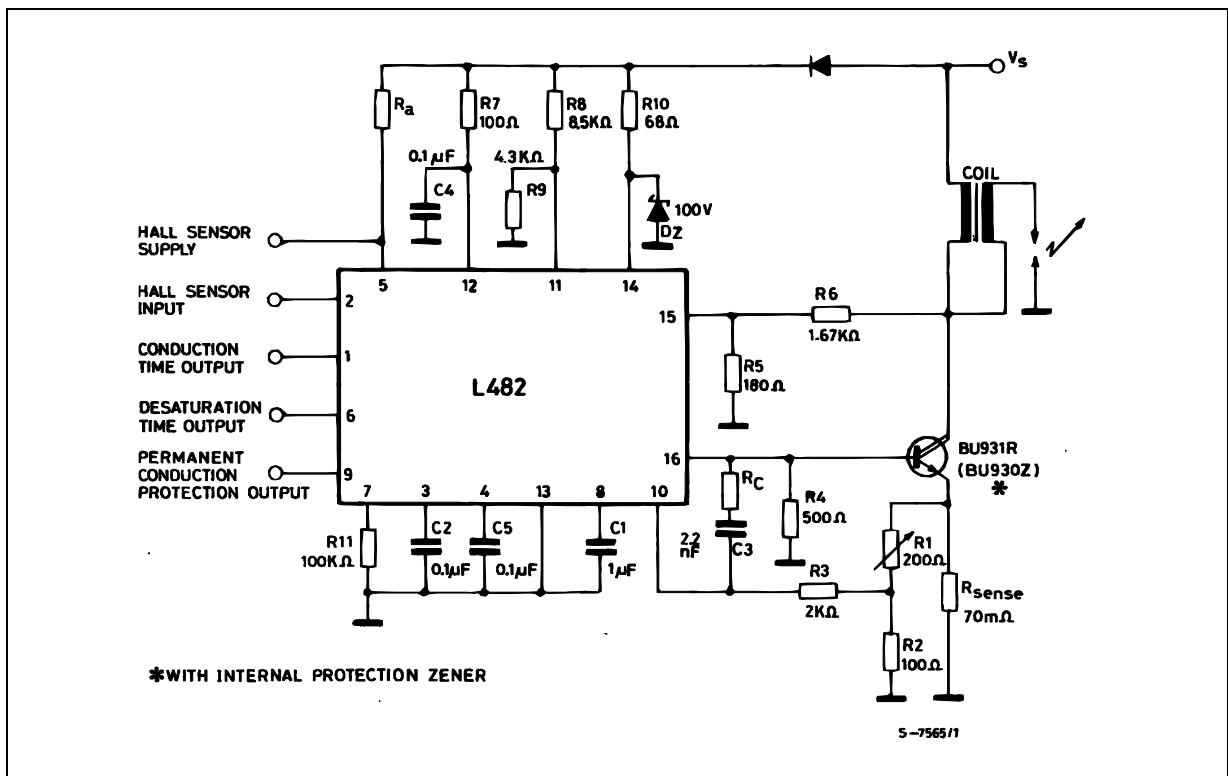 Vs
Ra
R7
100Ω
R8
8.5KΩ
R10
68Ω
0.1µF
C4
4.3KΩ
R9
100V
DZ
COIL
HALL SENSOR
SUPPLY
5
12
11
14
HALL SENSOR
INPUT
2
15
R6
1.67KΩ
CONDUCTION
TIME OUTPUT
1
L482
R5
180Ω
DESATURATION
TIME OUTPUT
6
PERMANENT
CONDUCTION
PROTECTION OUTPUT
9
16
BU931R
(BU930Z)
*
7
3
4
13
8
10
RC
R4
500Ω
R11
100KΩ
C2
0.1µF
C5
0.1µF
C1
1µF
2.2
nF
C3
R3
2KΩ
R1
200Ω
Rsense
70mΩ
R2
100Ω
*WITH INTERNAL PROTECTION ZENER
S-7565/1